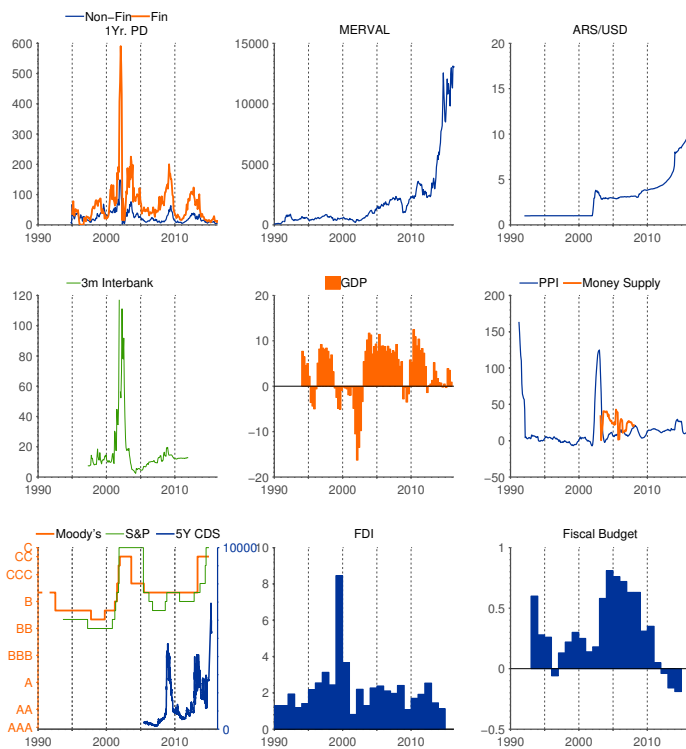 Non-Fin Fin
1Yr. PD
MERVAL
ARS/USD
600
500
400
300
200
100
0
1990 2000 2010
15000
10000
5000
0
1990 2000 2010
20
15
10
5
0
1990 2000 2010
3m Interbank
GDP
PPI Money Supply
120
100
80
60
40
20
0
1990 2000 2010
20
10
0
-10
-20
1990 2000 2010
200
150
100
50
0
-50
1990 2000 2010
Moody's S&P 5Y CDS
FDI
Fiscal Budget
C
CC
CCC
B
BB
BBB
A
AA
AAA
10000
0
1990 2000 2010
10
8
6
4
2
0
1990 2000 2010
1
0.5
0
-0.5
1990 2000 2010